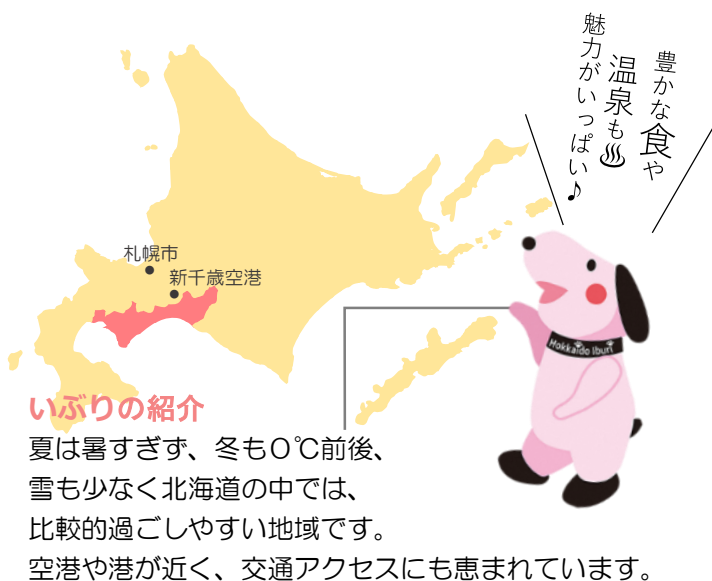 豊かな食や
温泉も♨
魅力がいっぱい♪
札幌市
新千歳空港
Hokkaido Iburi
いぶりの紹介
夏は暑すぎず、冬も0℃前後、
雪も少なく北海道の中では、
比較的過ごしやすい地域です。
空港や港が近く、交通アクセスにも恵まれています。